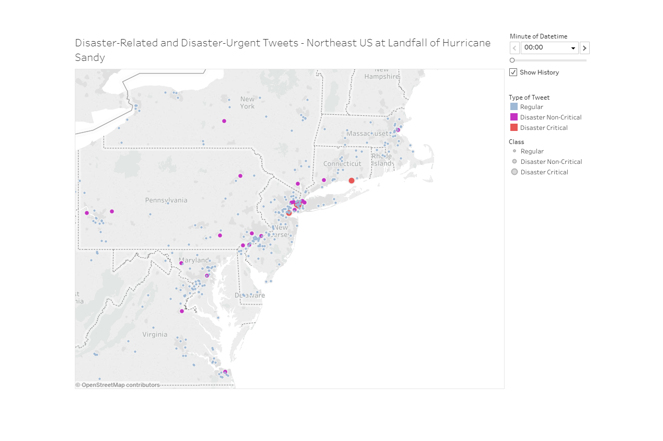 Disaster-Related and Disaster-Urgent Tweets - Northeast US at Landfall of Hurricane
Sandy
Minute of Datetime
00:00
Show History
Type of Tweet
Regular
Disaster Non-Critical
Disaster Critical
Class
Regular
Disaster Non-Critical
Disaster Critical
New
Hampshire
New
York
Massachusetts
Connecticut
Rhode
Island
Pennsylvania
New
Jersey
Maryland
Delaware
Virginia
© OpenStreetMap contributors